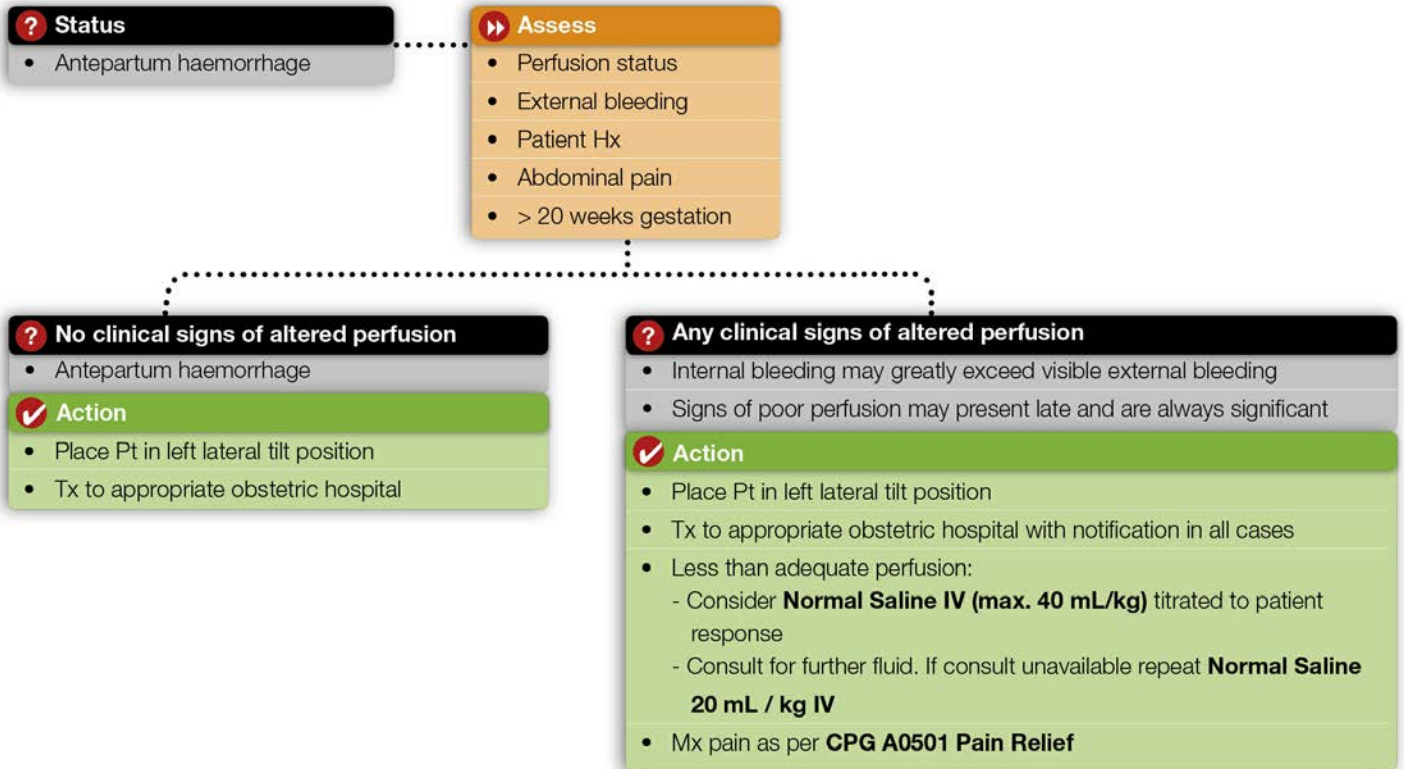 Status
• Antepartum haemorrhage
Assess
• Perfusion status
• External bleeding
• Patient Hx
• Abdominal pain
• > 20 weeks gestation
No clinical signs of altered perfusion
• Antepartum haemorrhage
Action
• Place Pt in left lateral tilt position
• Tx to appropriate obstetric hospital
Any clinical signs of altered perfusion
• Internal bleeding may greatly exceed visible external bleeding
• Signs of poor perfusion may present late and are always significant
Action
• Place Pt in left lateral tilt position
• Tx to appropriate obstetric hospital with notification in all cases
• Less than adequate perfusion:
- Consider Normal Saline IV (max. 40 mL/kg) titrated to patient
response
- Consult for further fluid. If consult unavailable repeat Normal Saline
20 mL / kg IV
• Mx pain as per CPG A0501 Pain Relief